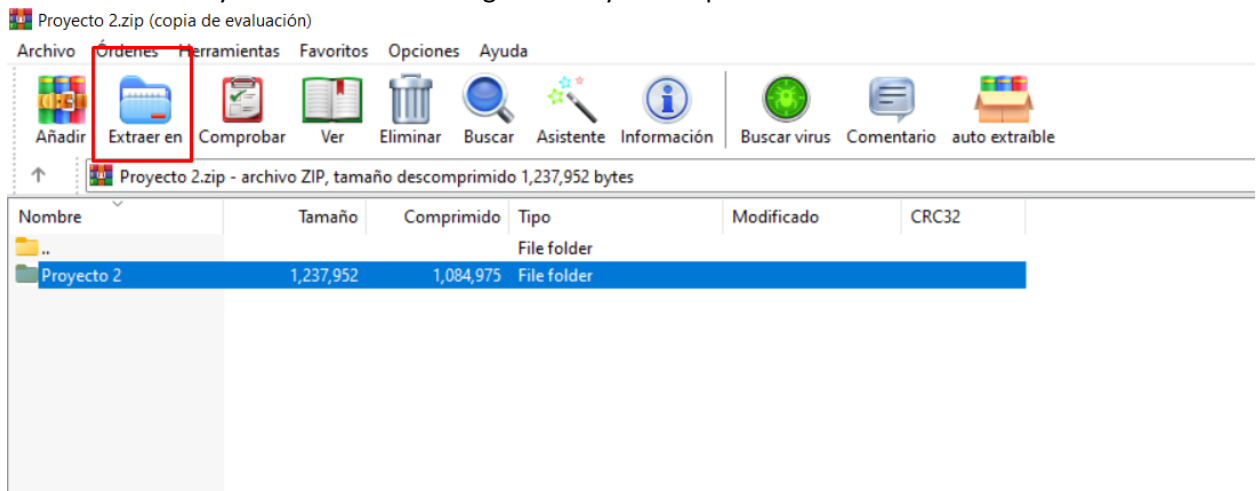 Proyecto 2.zip (copia de evaluación)
Archivo Órdenes Herramientas Favoritos Opciones Ayuda
Añadir Extraer en Comprobar Ver Eliminar Buscar Asistente Información Buscar virus Comentario auto extraíble
Proyecto 2.zip - archivo ZIP, tamaño descomprimido 1,237,952 bytes
Nombre Tamaño Comprimido Tipo Modificado CRC32
.. File folder
Proyecto 2 1,237,952 1,084,975 File folder